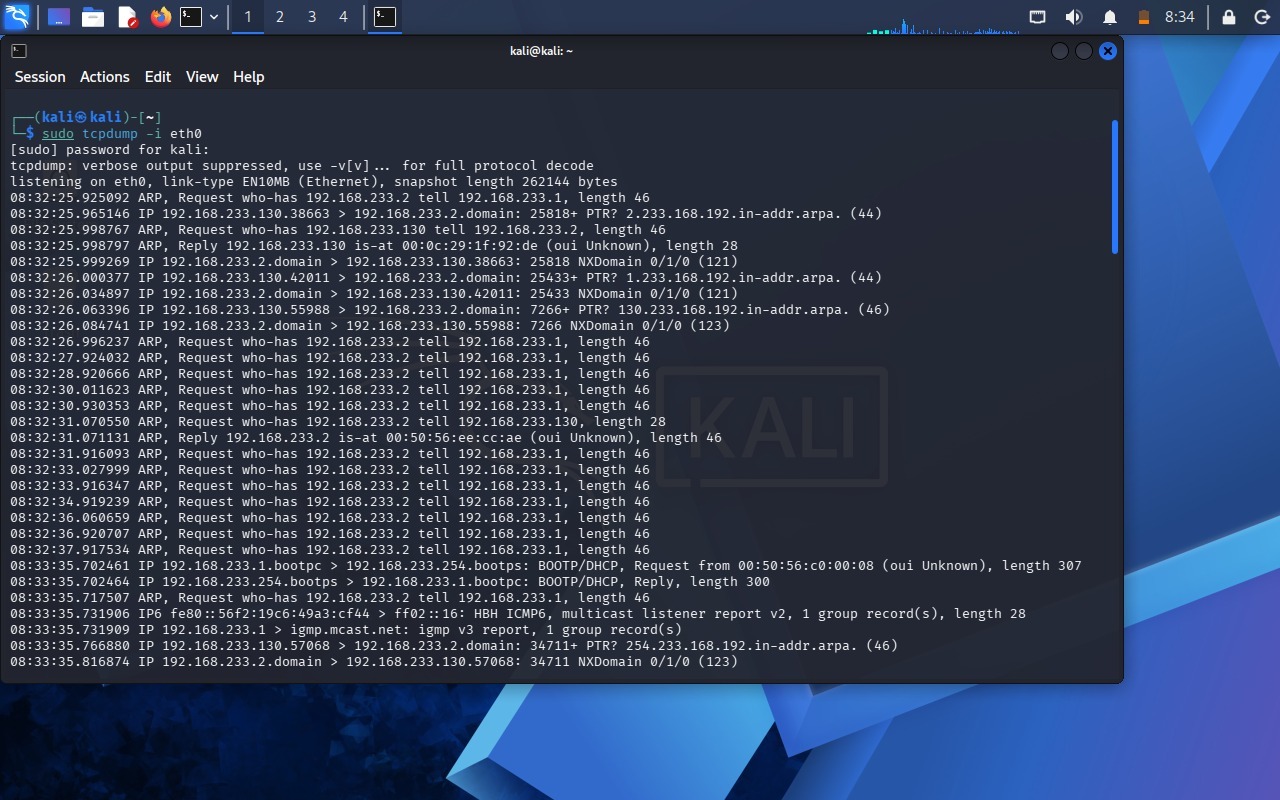 1 2 3 4 8:34
kali@kali: ~
Session Actions Edit View Help
┌──(kali㉿kali)-[~]
└─$ sudo tcpdump -i eth0
[sudo] password for kali:
tcpdump: verbose output suppressed, use -v[v]... for full protocol decode
listening on eth0, link-type EN10MB (Ethernet), snapshot length 262144 bytes
08:32:25.925092 ARP, Request who-has 192.168.233.2 tell 192.168.233.1, length 46
08:32:25.965146 IP 192.168.233.130.38663 > 192.168.233.2.domain: 25818+ PTR? 2.233.168.192.in-addr.arpa. (44)
08:32:25.998767 ARP, Request who-has 192.168.233.130 tell 192.168.233.2, length 46
08:32:25.998797 ARP, Reply 192.168.233.130 is-at 00:0c:29:1f:92:de (oui Unknown), length 28
08:32:25.999269 IP 192.168.233.2.domain > 192.168.233.130.38663: 25818 NXDomain 0/1/0 (121)
08:32:26.000377 IP 192.168.233.130.42011 > 192.168.233.2.domain: 25433+ PTR? 1.233.168.192.in-addr.arpa. (44)
08:32:26.034897 IP 192.168.233.2.domain > 192.168.233.130.42011: 25433 NXDomain 0/1/0 (121)
08:32:26.063396 IP 192.168.233.130.55988 > 192.168.233.2.domain: 7266+ PTR? 130.233.168.192.in-addr.arpa. (46)
08:32:26.084741 IP 192.168.233.2.domain > 192.168.233.130.55988: 7266 NXDomain 0/1/0 (123)
08:32:26.996237 ARP, Request who-has 192.168.233.2 tell 192.168.233.1, length 46
08:32:27.924032 ARP, Request who-has 192.168.233.2 tell 192.168.233.1, length 46
08:32:28.920666 ARP, Request who-has 192.168.233.2 tell 192.168.233.1, length 46
08:32:30.011623 ARP, Request who-has 192.168.233.2 tell 192.168.233.1, length 46
08:32:30.930353 ARP, Request who-has 192.168.233.2 tell 192.168.233.1, length 46
08:32:31.070550 ARP, Request who-has 192.168.233.2 tell 192.168.233.130, length 28
08:32:31.071131 ARP, Reply 192.168.233.2 is-at 00:50:56:ee:cc:ae (oui Unknown), length 46
08:32:31.916093 ARP, Request who-has 192.168.233.2 tell 192.168.233.1, length 46
08:32:33.027999 ARP, Request who-has 192.168.233.2 tell 192.168.233.1, length 46
08:32:33.916347 ARP, Request who-has 192.168.233.2 tell 192.168.233.1, length 46
08:32:34.919239 ARP, Request who-has 192.168.233.2 tell 192.168.233.1, length 46
08:32:36.060659 ARP, Request who-has 192.168.233.2 tell 192.168.233.1, length 46
08:32:36.920707 ARP, Request who-has 192.168.233.2 tell 192.168.233.1, length 46
08:32:37.917534 ARP, Request who-has 192.168.233.2 tell 192.168.233.1, length 46
08:33:35.702461 IP 192.168.233.1.bootpc > 192.168.233.254.bootps: BOOTP/DHCP, Request from 00:50:56:c0:00:08 (oui Unknown), length 307
08:33:35.702464 IP 192.168.233.254.bootps > 192.168.233.1.bootpc: BOOTP/DHCP, Reply, length 300
08:33:35.717507 ARP, Request who-has 192.168.233.2 tell 192.168.233.1, length 46
08:33:35.731906 IP6 fe80::56f2:19c6:49a3:cf44 > ff02::16: HBH ICMP6, multicast listener report v2, 1 group record(s), length 28
08:33:35.731909 IP 192.168.233.1 > igmp.mcast.net: igmp v3 report, 1 group record(s)
08:33:35.766880 IP 192.168.233.130.57068 > 192.168.233.2.domain: 34711+ PTR? 254.233.168.192.in-addr.arpa. (46)
08:33:35.816874 IP 192.168.233.2.domain > 192.168.233.130.57068: 34711 NXDomain 0/1/0 (123)
KALI